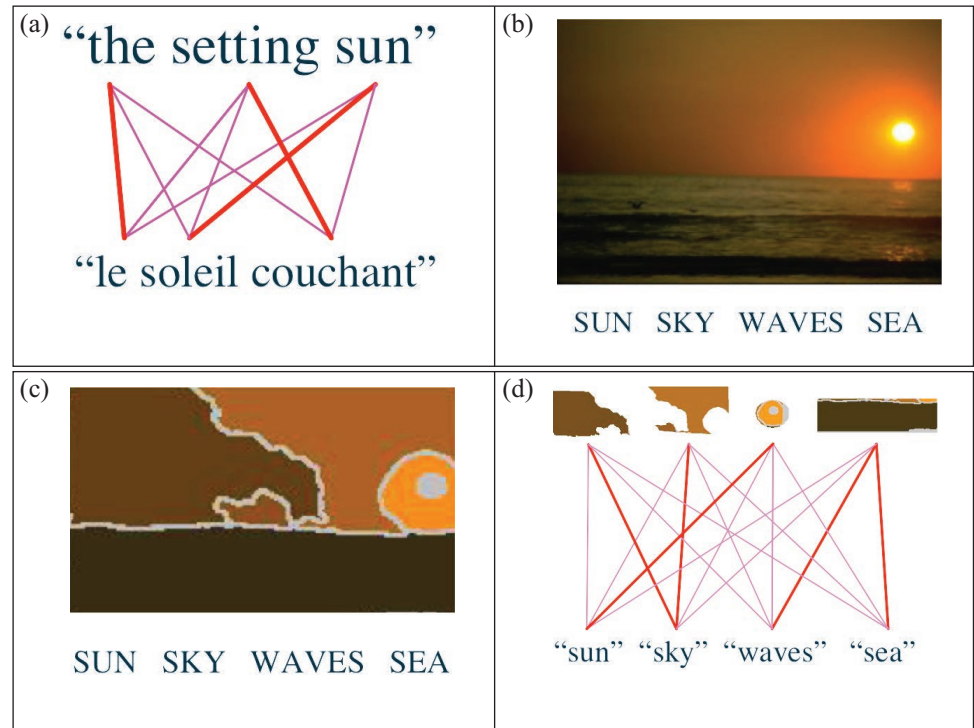 (a)
“the setting sun”
“le soleil couchant”
(b)
SUN SKY WAVES SEA
(c)
SUN SKY WAVES SEA
(d)
“sun” “sky” “waves” “sea”